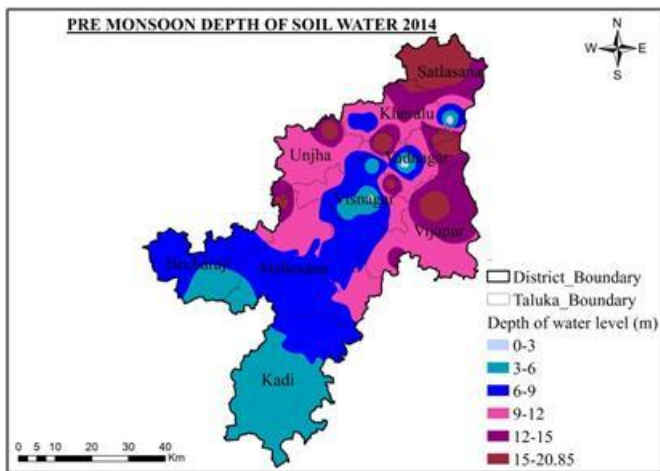 PRE MONSOON DEPTH OF SOIL WATER 2014
N
W E
S
Satlasana
Kheralu
Unjha
Vadnagar
Visnagar
Vijapur
Becharaji
Mahesana
Kadi
District_Boundary
Taluka_Boundary
Depth of water level (m)
0-3
3-6
6-9
9-12
12-15
15-20.85
0 5 10 20 30 40
Km